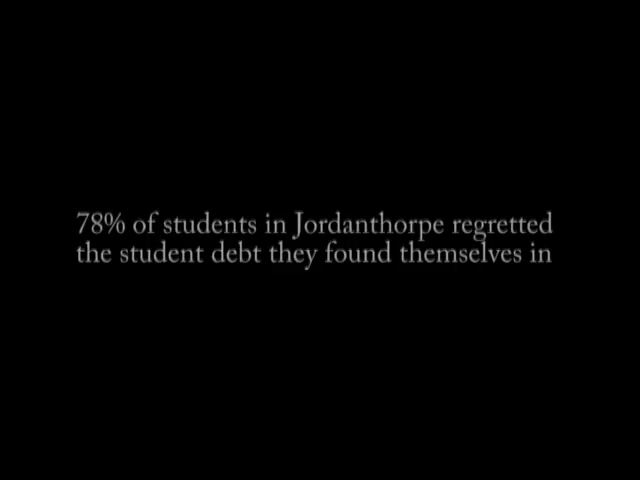 78% of students in Jordanthorpe regretted
the student debt they found themselves in